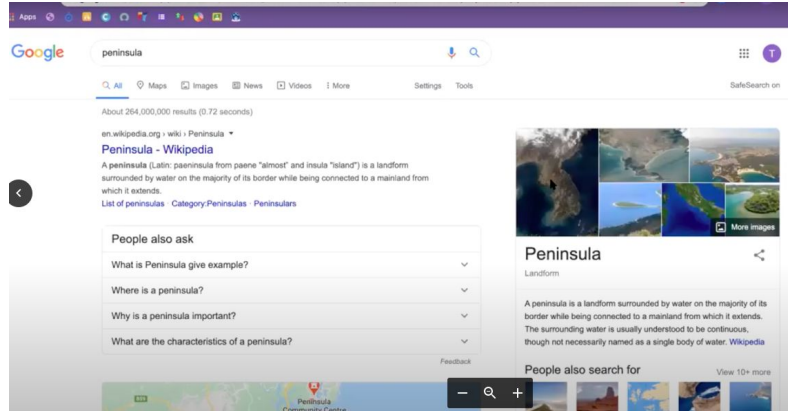 Apps
Google
peninsula
T
All
Maps
Images
News
Videos
More
Settings
Tools
SafeSearch on
About 264,000,000 results (0.72 seconds)
en.wikipedia.org › wiki › Peninsula
Peninsula - Wikipedia
A peninsula (Latin: paeninsula from paene "almost" and insula "island") is a landform
surrounded by water on the majority of its border while being connected to a mainland from
which it extends.
List of peninsulas · Category:Peninsulas · Peninsulars
People also ask
What is Peninsula give example?
Where is a peninsula?
Why is a peninsula important?
What are the characteristics of a peninsula?
Feedback
Peninsula
Community Centre
More images
Peninsula
Landform
A peninsula is a landform surrounded by water on the majority of its
border while being connected to a mainland from which it extends.
The surrounding water is usually understood to be continuous,
though not necessarily named as a single body of water. Wikipedia
People also search for
View 10+ more